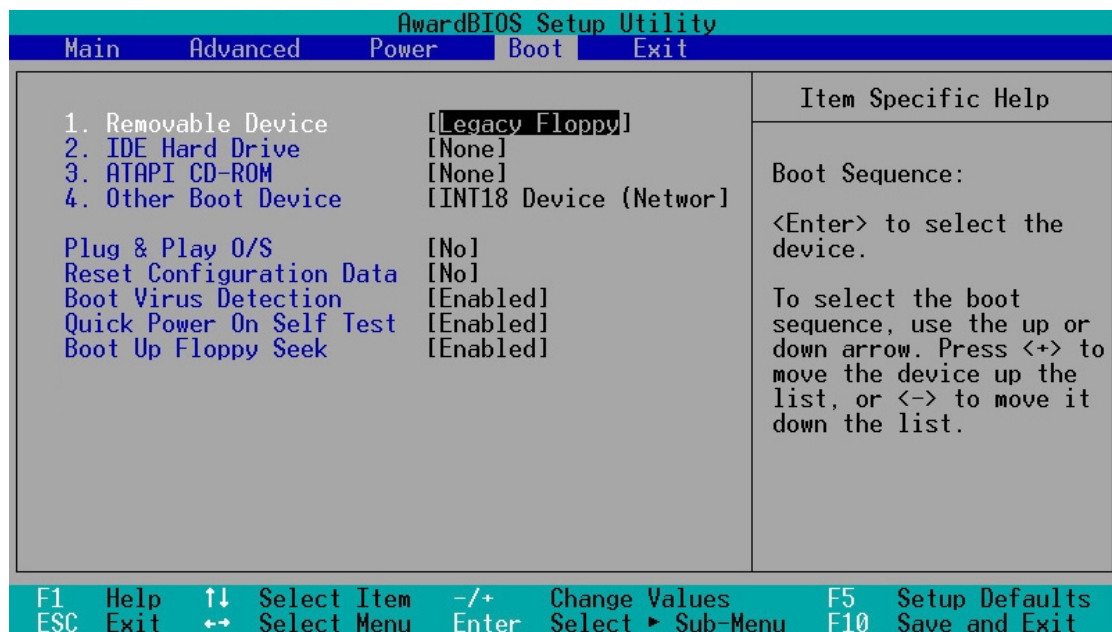 AwardBIOS Setup Utility
Main Advanced Power Boot Exit
1. Removable Device [Legacy Floppy]
2. IDE Hard Drive [None]
3. ATAPI CD-ROM [None]
4. Other Boot Device [INT18 Device (Networ]
Plug & Play O/S [No]
Reset Configuration Data [No]
Boot Virus Detection [Enabled]
Quick Power On Self Test [Enabled]
Boot Up Floppy Seek [Enabled]
Item Specific Help
Boot Sequence:
<Enter> to select the
device.
To select the boot
sequence, use the up or
down arrow. Press <+> to
move the device up the
list, or <-> to move it
down the list.
F1 Help ↑↓ Select Item -/+ Change Values F5 Setup Defaults
ESC Exit ←→ Select Menu Enter Select ► Sub-Menu F10 Save and Exit